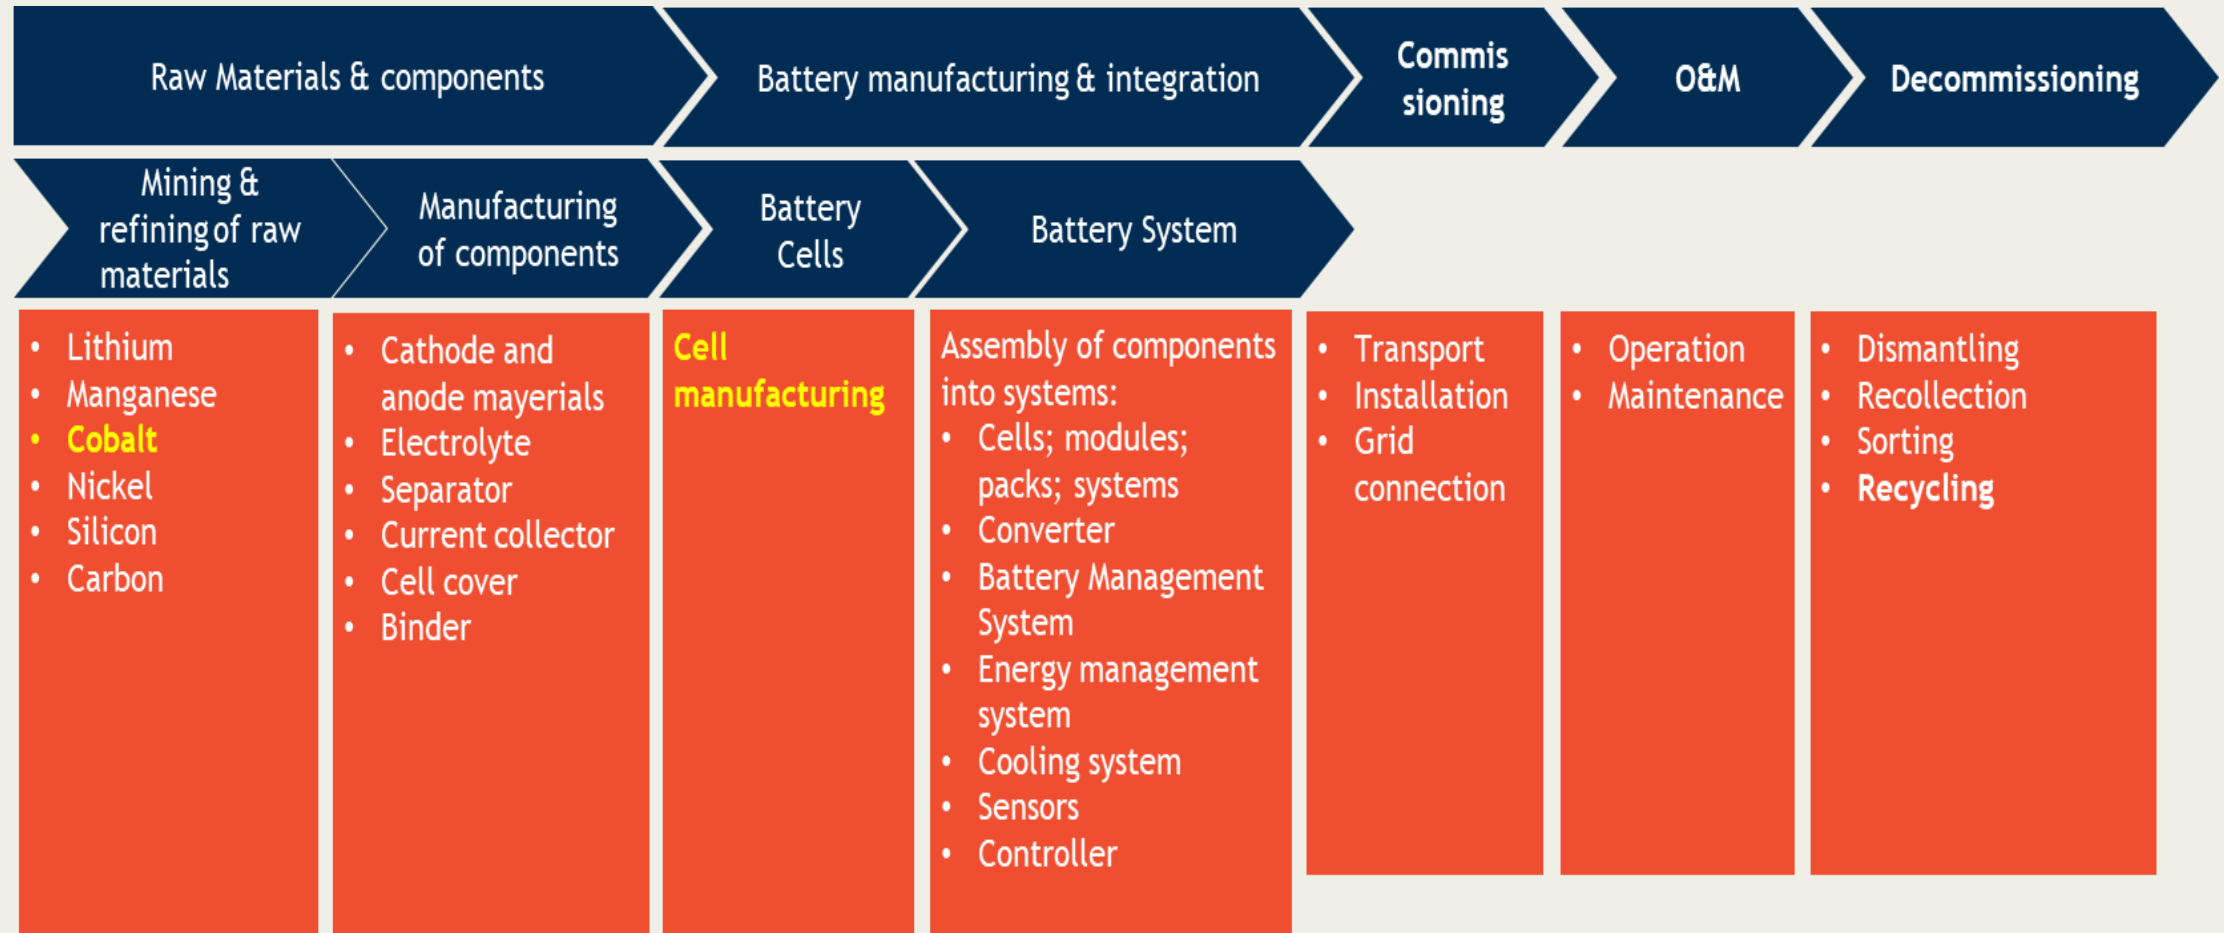 Raw Materials & components
Battery manufacturing & integration
Commis
sioning
O&M
Decommissioning
Mining &
refining of raw
materials
Manufacturing
of components
Battery
Cells
Battery System
• Lithium
• Manganese
• Cobalt
• Nickel
• Silicon
• Carbon
• Cathode and
anode mayerials
• Electrolyte
• Separator
• Current collector
• Cell cover
• Binder
Cell
manufacturing
Assembly of components
into systems:
• Cells; modules;
packs; systems
• Converter
• Battery Management
System
• Energy management
system
• Cooling system
• Sensors
• Controller
• Transport
• Installation
• Grid
connection
• Operation
• Maintenance
• Dismantling
• Recollection
• Sorting
• Recycling